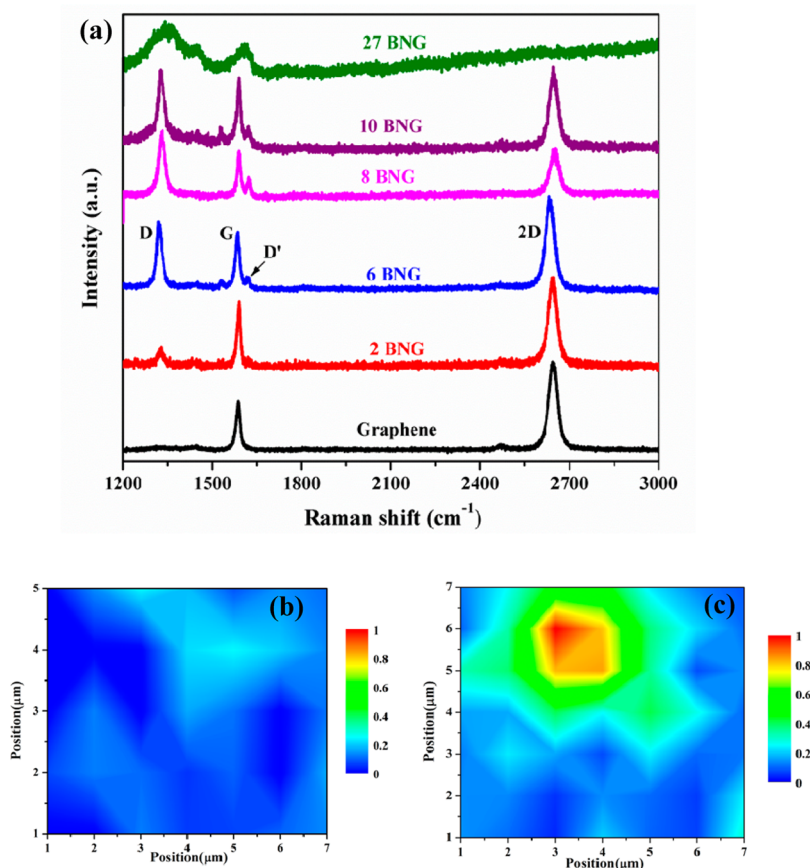 (a)
27 BNG
10 BNG
8 BNG
D
G
D'
2D
6 BNG
2 BNG
Graphene
Intensity (a.u.)
1200 1500 1800 2100 2400 2700 3000
Raman shift (cm⁻¹)
(b)
5
4
3
2
1
Position(μm)
1 2 3 4 5 6 7
Position(μm)
1
0.8
0.6
0.4
0.2
0
(c)
7
6
5
4
3
2
1
Position(μm)
1 2 3 4 5 6 7
Position(μm)
1
0.8
0.6
0.4
0.2
0